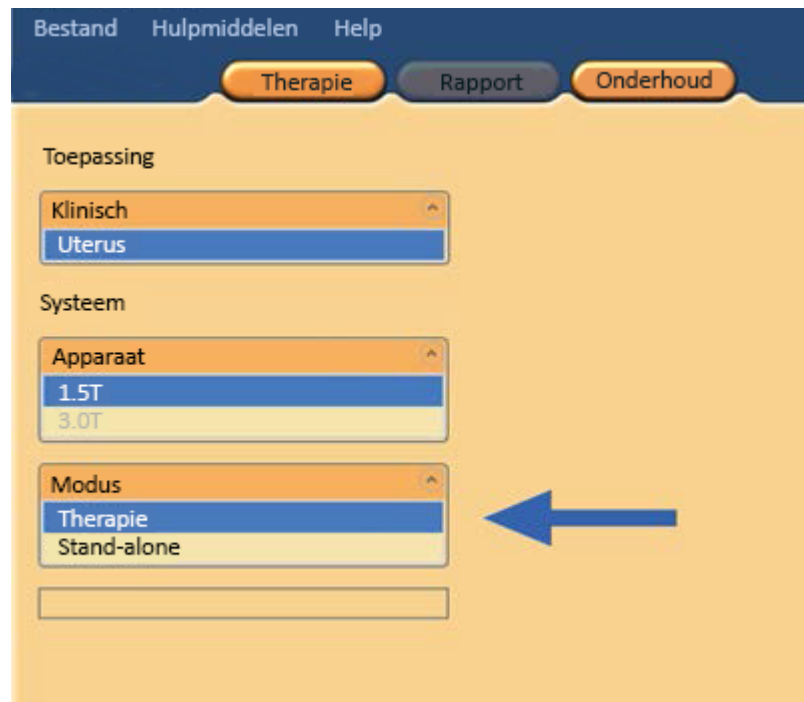 Bestand Hulpmiddelen Help
Therapie Rapport Onderhoud
Toepassing
Klinisch
Uterus
Systeem
Apparaat
1.5T
3.0T
Modus
Therapie
Stand-alone